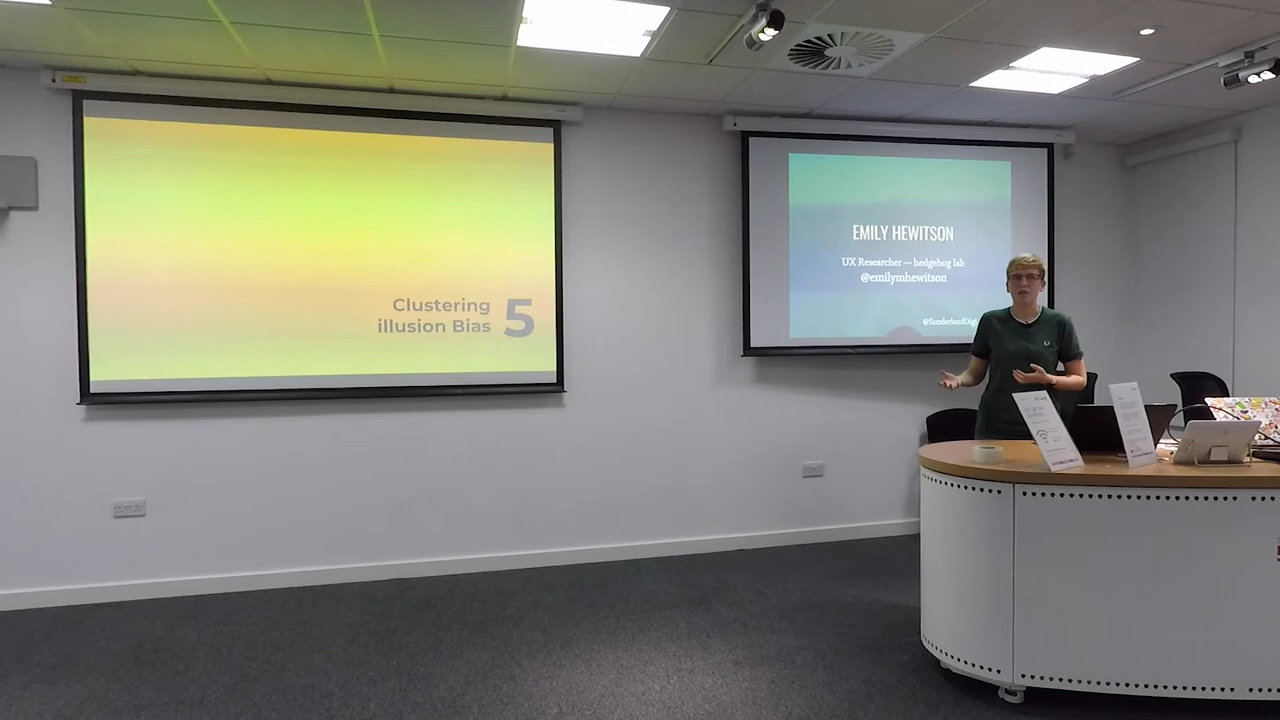 Clustering
illusion Bias
5
EMILY HEWITSON
UX Researcher — hedgehog lab
@emilymhewitson